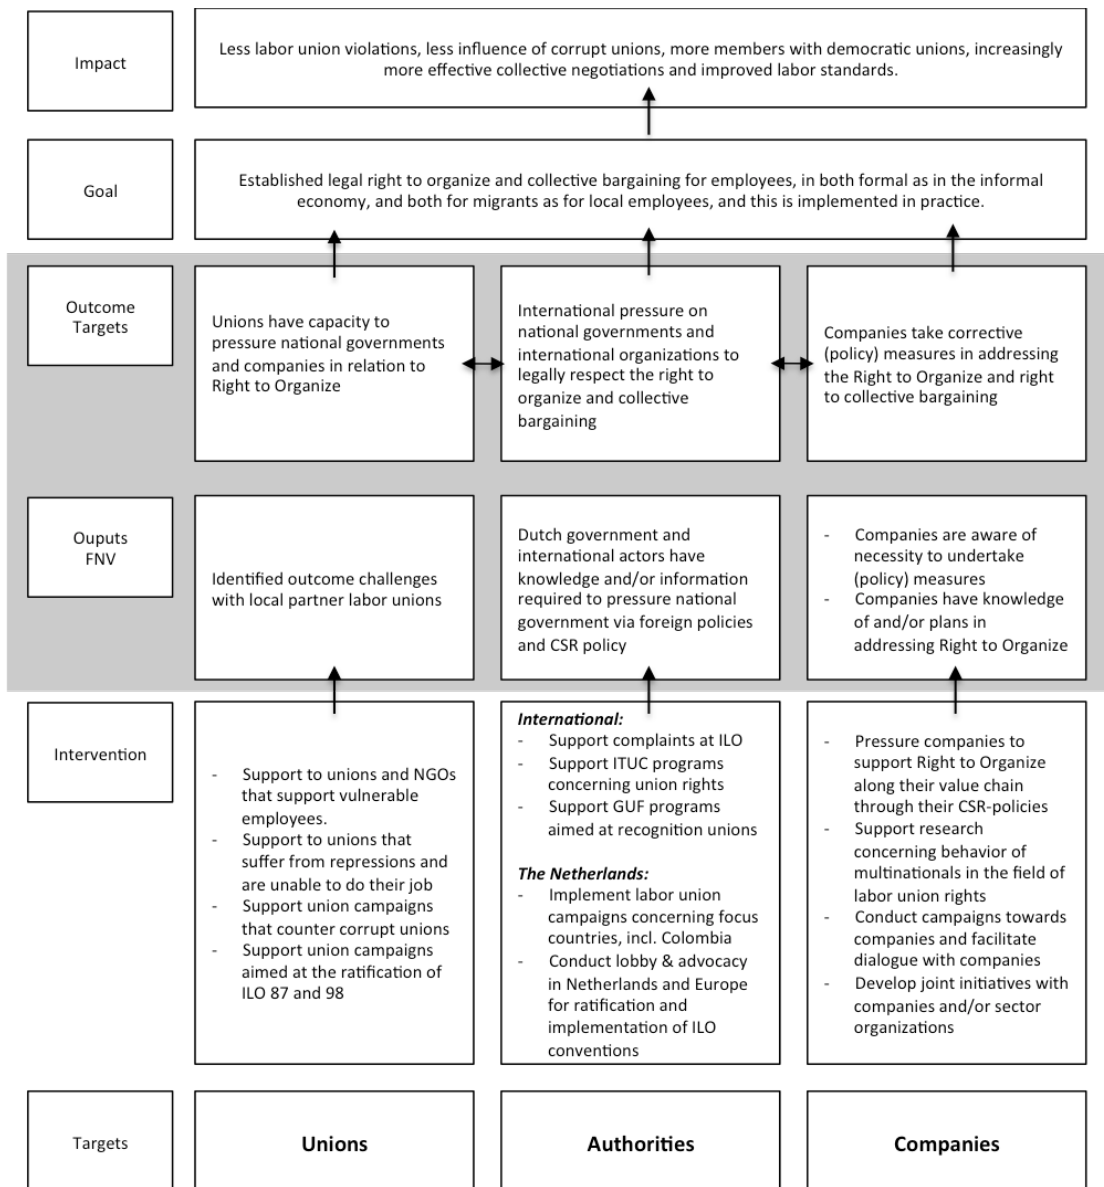 Impact
Less labor union violations, less influence of corrupt unions, more members with democratic unions, increasingly
more effective collective negotiations and improved labor standards.
Goal
Established legal right to organize and collective bargaining for employees, in both formal as in the informal
economy, and both for migrants as for local employees, and this is implemented in practice.
Outcome
Targets
Unions have capacity to
pressure national governments
and companies in relation to
Right to Organize
International pressure on
national governments and
international organizations to
legally respect the right to
organize and collective
bargaining
Companies take corrective
(policy) measures in addressing
the Right to Organize and right
to collective bargaining
Ouputs
FNV
Identified outcome challenges
with local partner labor unions
Dutch government and
international actors have
knowledge and/or information
required to pressure national
government via foreign policies
and CSR policy
- Companies are aware of
necessity to undertake
(policy) measures
- Companies have knowledge
of and/or plans in
addressing Right to Organize
Intervention
- Support to unions and NGOs
that support vulnerable
employees.
- Support to unions that
suffer from repressions and
are unable to do their job
- Support union campaigns
that counter corrupt unions
- Support union campaigns
aimed at the ratification of
ILO 87 and 98
International:
- Support complaints at ILO
- Support ITUC programs
concerning union rights
- Support GUF programs
aimed at recognition unions
The Netherlands:
- Implement labor union
campaigns concerning focus
countries, incl. Colombia
- Conduct lobby & advocacy
in Netherlands and Europe
for ratification and
implementation of ILO
conventions
- Pressure companies to
support Right to Organize
along their value chain
through their CSR-policies
- Support research
concerning behavior of
multinationals in the field of
labor union rights
- Conduct campaigns towards
companies and facilitate
dialogue with companies
- Develop joint initiatives with
companies and/or sector
organizations
Targets
Unions
Authorities
Companies